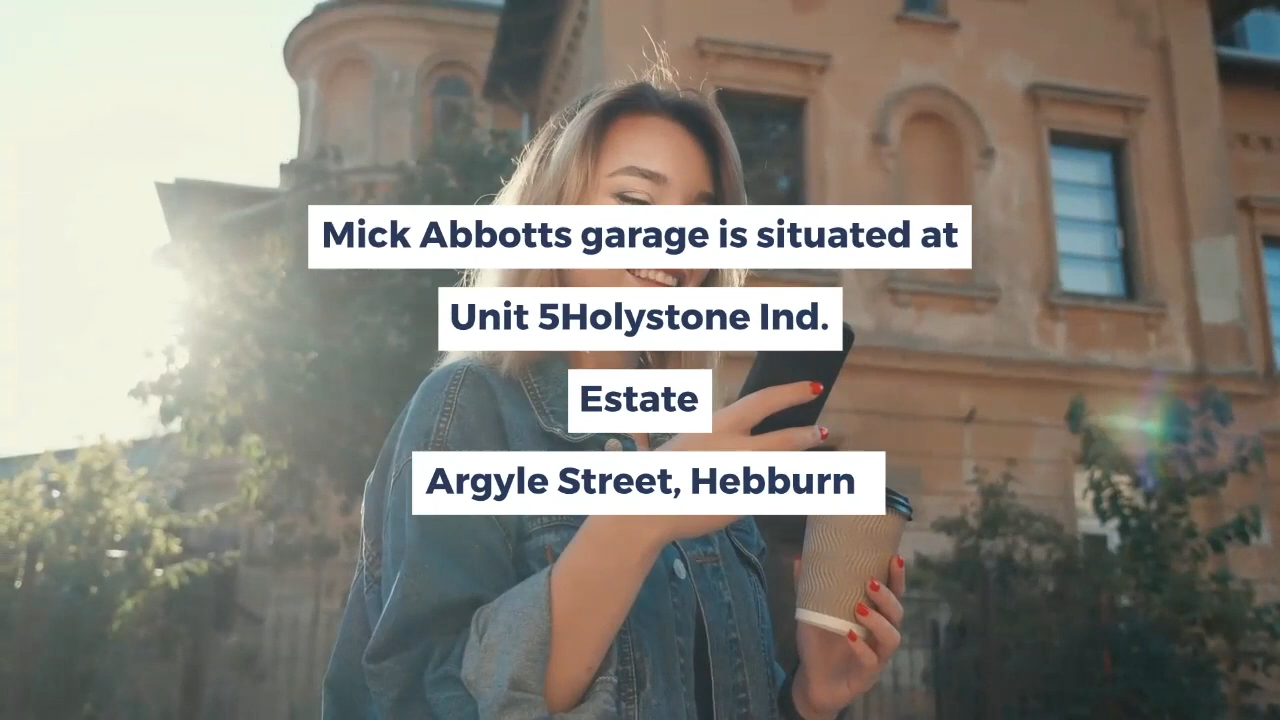 Mick Abbotts garage is situated at
Unit 5Holystone Ind.
Estate
Argyle Street, Hebburn